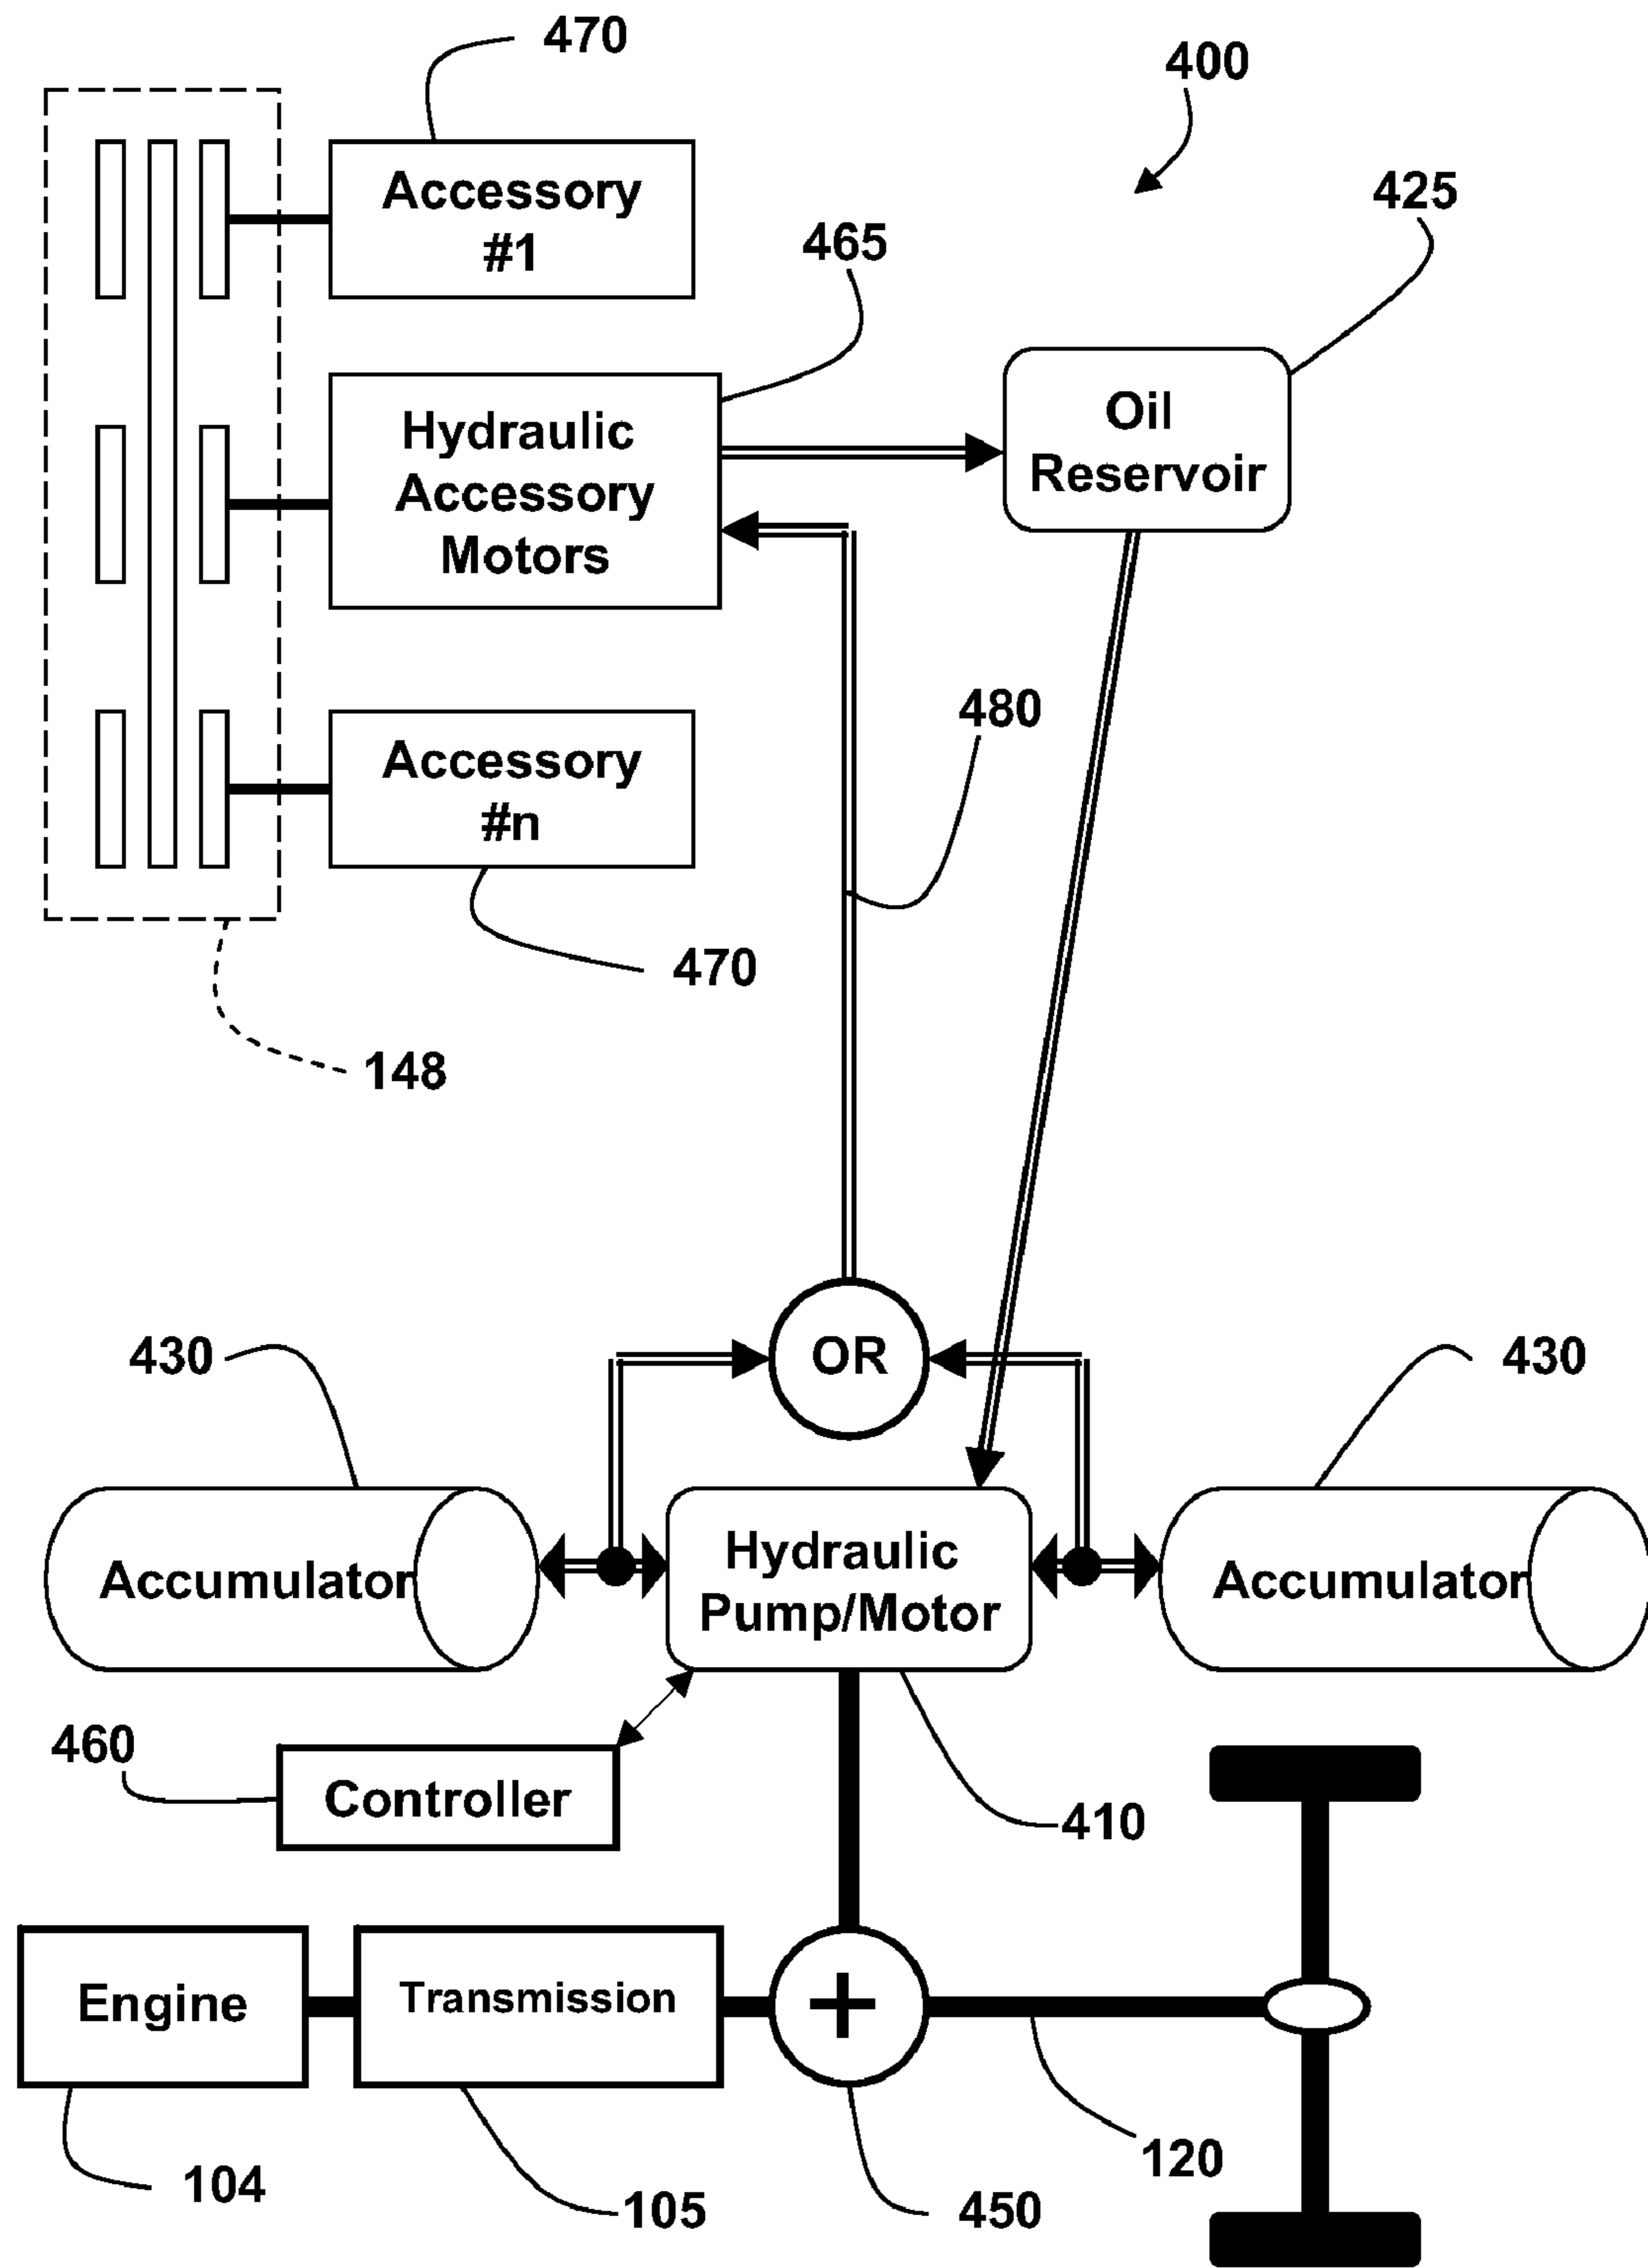 470
400
Accessory
#1
425
465
Oil
Reservoir
Hydraulic
Accessory
Motors
480
Accessory
#n
470
148
OR
430
430
Accumulator
Hydraulic
Pump/Motor
Accumulator
460
Controller
410
Engine
Transmission
+
104
105
450
120